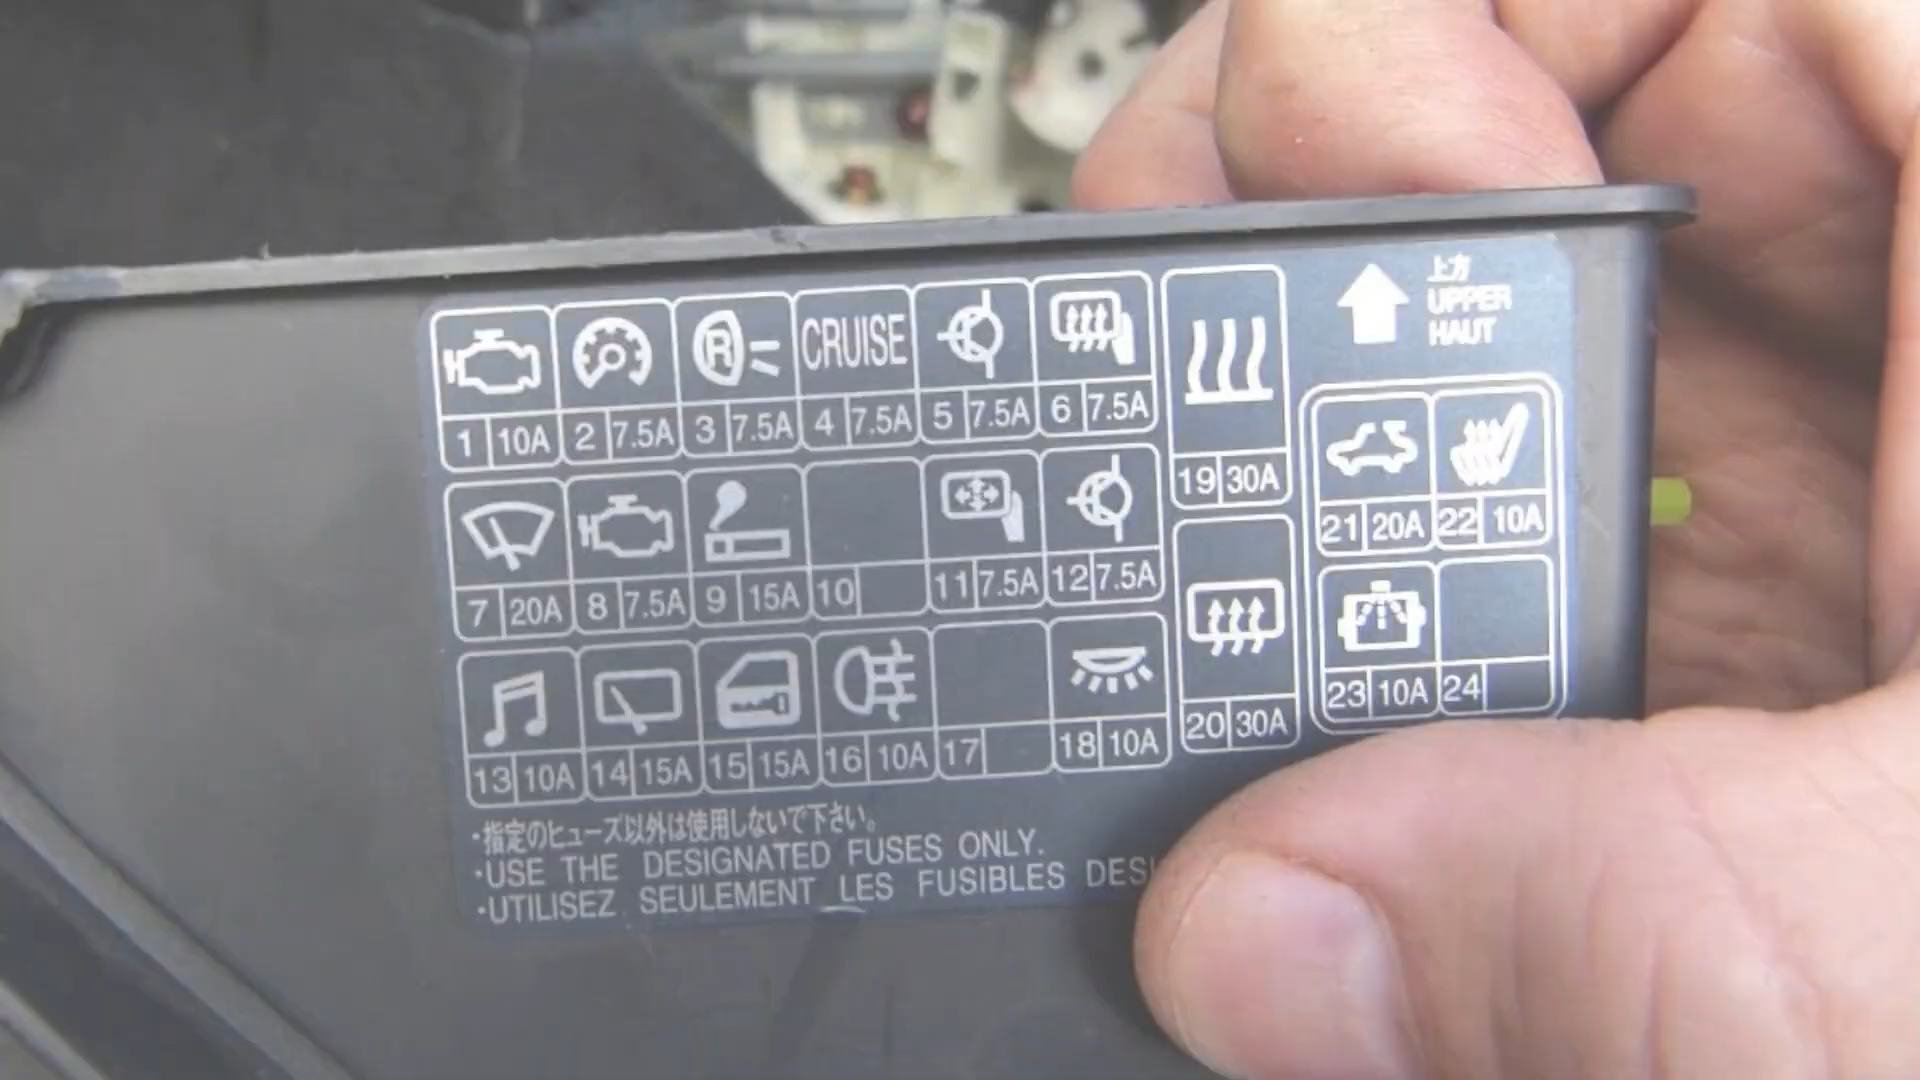 上方
UPPER
HAUT
R
CRUISE
1 10A 2 7.5A 3 7.5A 4 7.5A 5 7.5A 6 7.5A
19 30A
21 20A 22 10A
7 20A 8 7.5A 9 15A 10 11 7.5A 12 7.5A
20 30A
23 10A 24
13 10A 14 15A 15 15A 16 10A 17 18 10A
・指定のヒューズ以外は使用しないで下さい。
・USE THE DESIGNATED FUSES ONLY.
・UTILISEZ SEULEMENT LES FUSIBLES